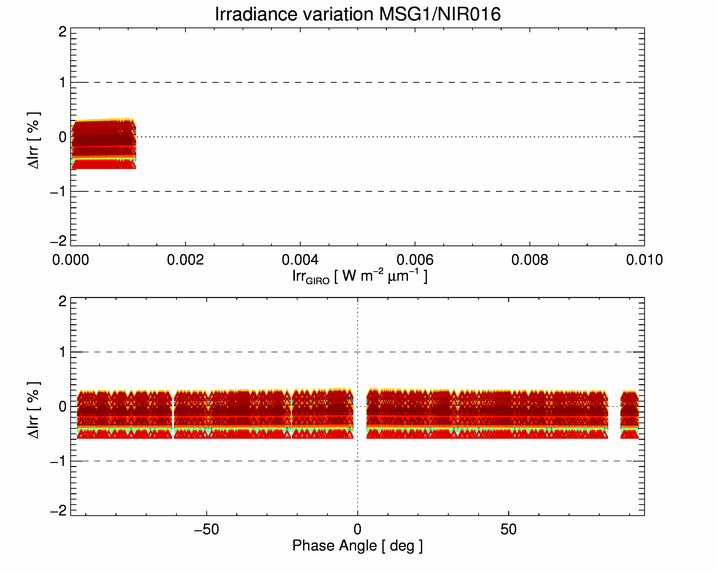 Irradiance variation MSG1/NIR016
2
1
0
−1
−2
ΔIrr [ % ]
0.000 0.002 0.004 0.006 0.008 0.010
Irr_GIRO [ W m⁻² μm⁻¹ ]
2
1
0
−1
−2
ΔIrr [ % ]
−50 0 50
Phase Angle [ deg ]